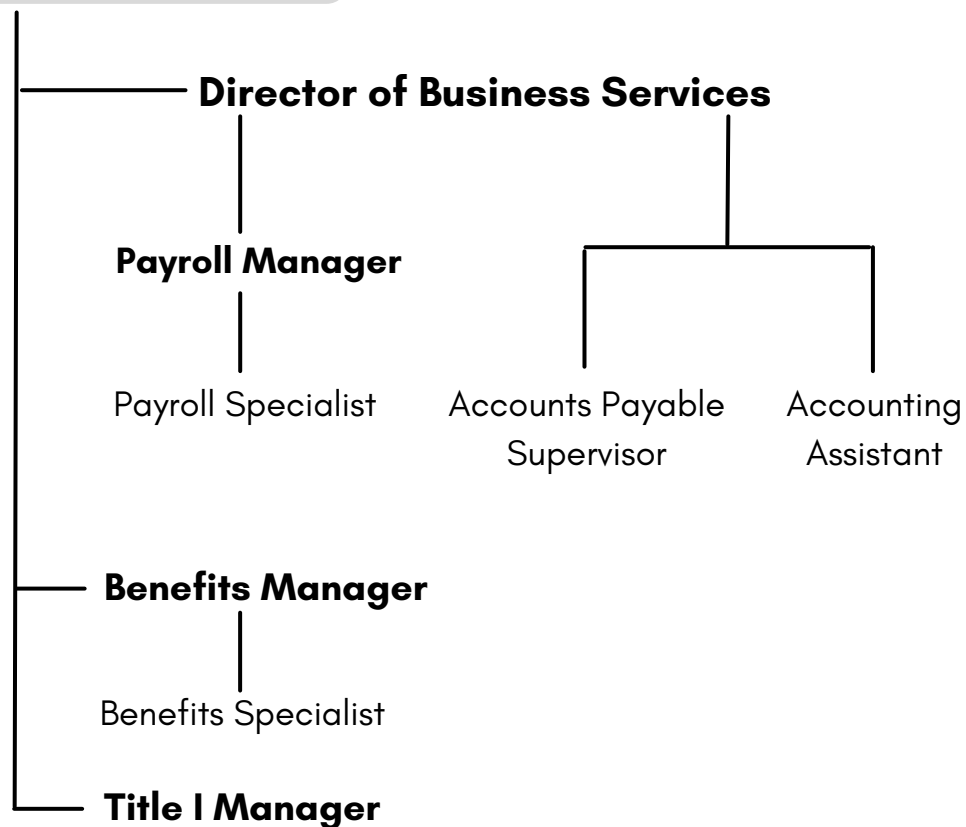 Director of Business Services
Payroll Manager
Payroll Specialist
Accounts Payable
Supervisor
Accounting
Assistant
Benefits Manager
Benefits Specialist
Title I Manager